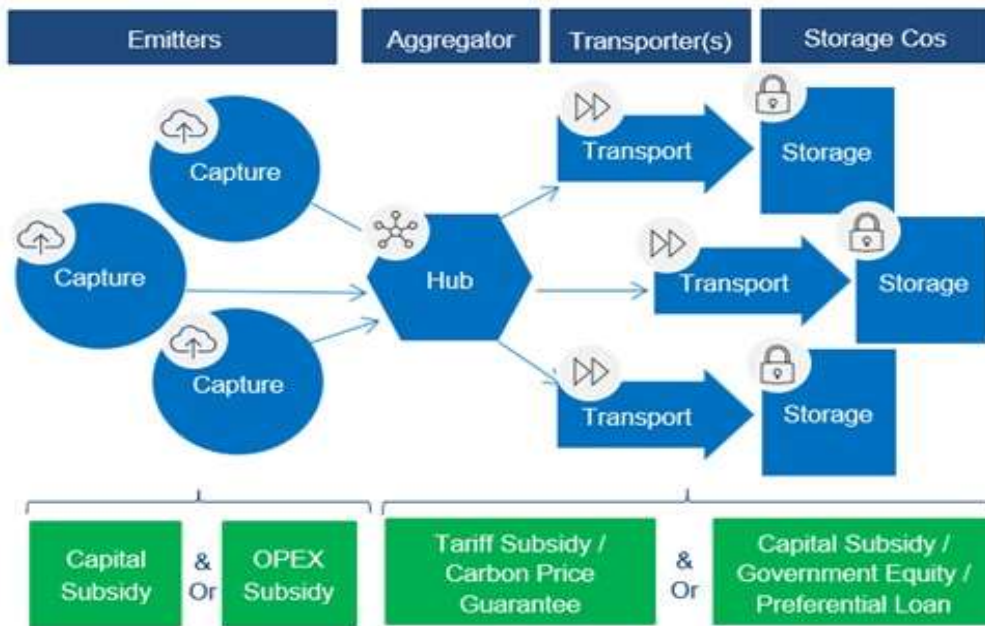 Emitters
Aggregator
Transporter(s)
Storage Cos
Capture
Transport
Storage
Capture
Hub
Transport
Storage
Capture
Transport
Storage
Capital
Subsidy
&
Or
OPEX
Subsidy
Tariff Subsidy /
Carbon Price
Guarantee
&
Or
Capital Subsidy /
Government Equity /
Preferential Loan